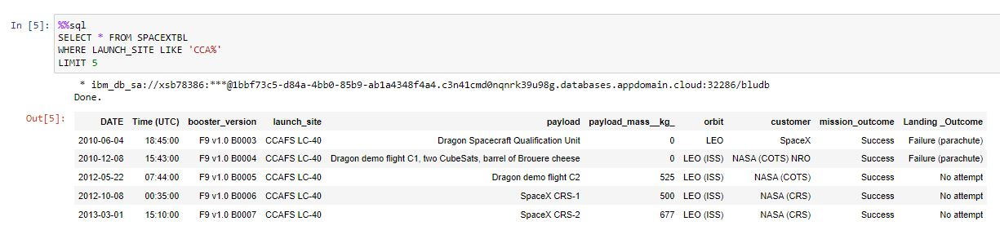 In [5]: %%sql
SELECT * FROM SPACEXTBL
WHERE LAUNCH_SITE LIKE 'CCA%'
LIMIT 5
* ibm_db_sa://xsb78386:***@1bbf73c5-d84a-4bb0-85b9-ab1a4348f4a4.c3n41cmd0nqnrk39u98g.databases.appdomain.cloud:32286/bludb
Done.
Out[5]:
DATE Time (UTC) booster_version launch_site payload payload_mass__kg_ orbit customer mission_outcome Landing _Outcome
2010-06-04 18:45:00 F9 v1.0 B0003 CCAFS LC-40 Dragon Spacecraft Qualification Unit 0 LEO SpaceX Success Failure (parachute)
2010-12-08 15:43:00 F9 v1.0 B0004 CCAFS LC-40 Dragon demo flight C1, two CubeSats, barrel of Brouere cheese 0 LEO (ISS) NASA (COTS) NRO Success Failure (parachute)
2012-05-22 07:44:00 F9 v1.0 B0005 CCAFS LC-40 Dragon demo flight C2 525 LEO (ISS) NASA (COTS) Success No attempt
2012-10-08 00:35:00 F9 v1.0 B0006 CCAFS LC-40 SpaceX CRS-1 500 LEO (ISS) NASA (CRS) Success No attempt
2013-03-01 15:10:00 F9 v1.0 B0007 CCAFS LC-40 SpaceX CRS-2 677 LEO (ISS) NASA (CRS) Success No attempt